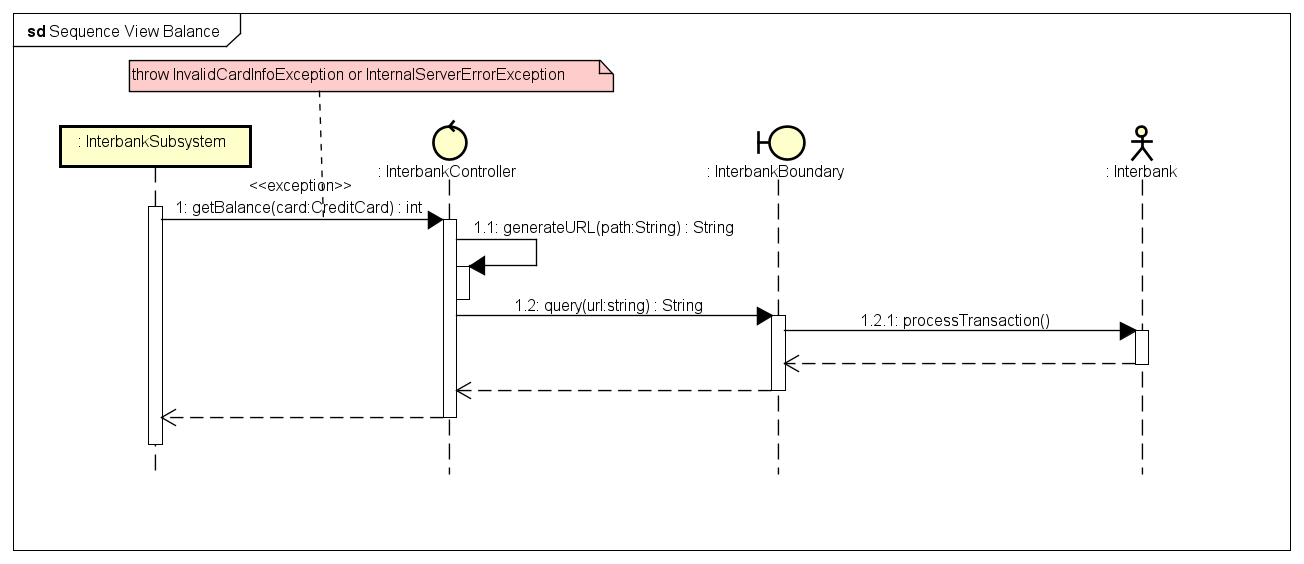 sd Sequence View Balance
throw InvalidCardInfoException or InternalServerErrorException
: InterbankSubsystem
: InterbankController
: InterbankBoundary
: Interbank
<<exception>>
1: getBalance(card:CreditCard) : int
1.1: generateURL(path:String) : String
1.2: query(url:string) : String
1.2.1: processTransaction()